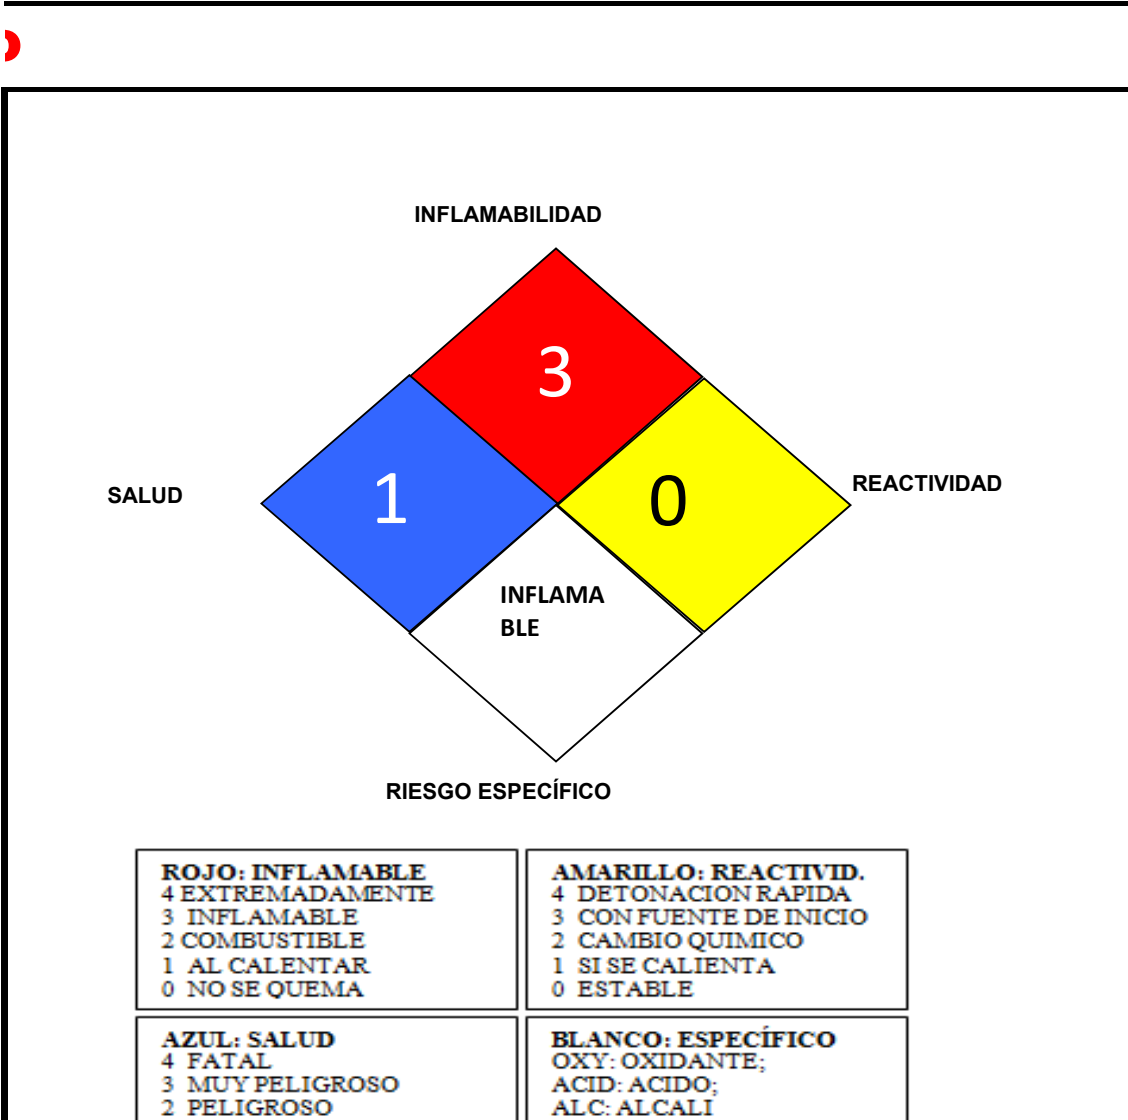 INFLAMABILIDAD
3
SALUD
1
0
REACTIVIDAD
INFLAMA
BLE
RIESGO ESPECÍFICO
ROJO: INFLAMABLE
4 EXTREMADAMENTE
3 INFLAMABLE
2 COMBUSTIBLE
1 AL CALENTAR
0 NO SE QUEMA
AMARILLO: REACTIVID.
4 DETONACION RAPIDA
3 CON FUENTE DE INICIO
2 CAMBIO QUIMICO
1 SI SE CALIENTA
0 ESTABLE
AZUL: SALUD
4 FATAL
3 MUY PELIGROSO
2 PELIGROSO
BLANCO: ESPECÍFICO
OXY: OXIDANTE;
ACID: ACIDO;
ALC: ALCALI